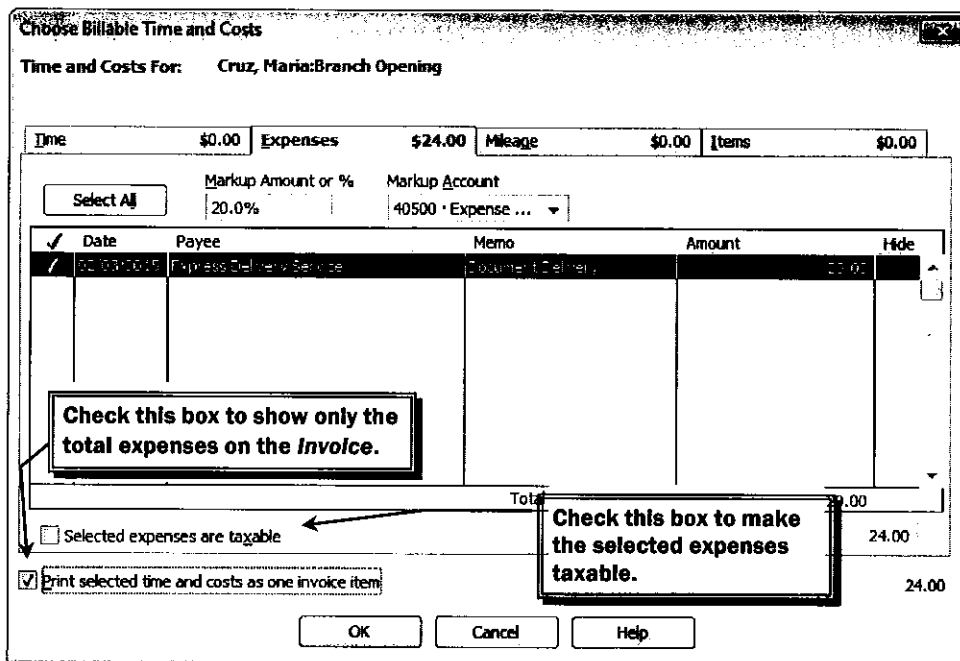 Choose Billable Time and Costs
Time and Costs For: Cruz, Maria:Branch Opening
Time $0.00 Expenses $24.00 Mileage $0.00 Items $0.00
Select All
Markup Amount or %
20.0%
Markup Account
40500 · Expense ...
✓ Date Payee Memo Amount Hide
Express Delivery Service Document Delivery
Check this box to show only the
total expenses on the Invoice.
Selected expenses are taxable
24.00
Check this box to make
the selected expenses
taxable.
Print selected time and costs as one invoice item
24.00
OK Cancel Help